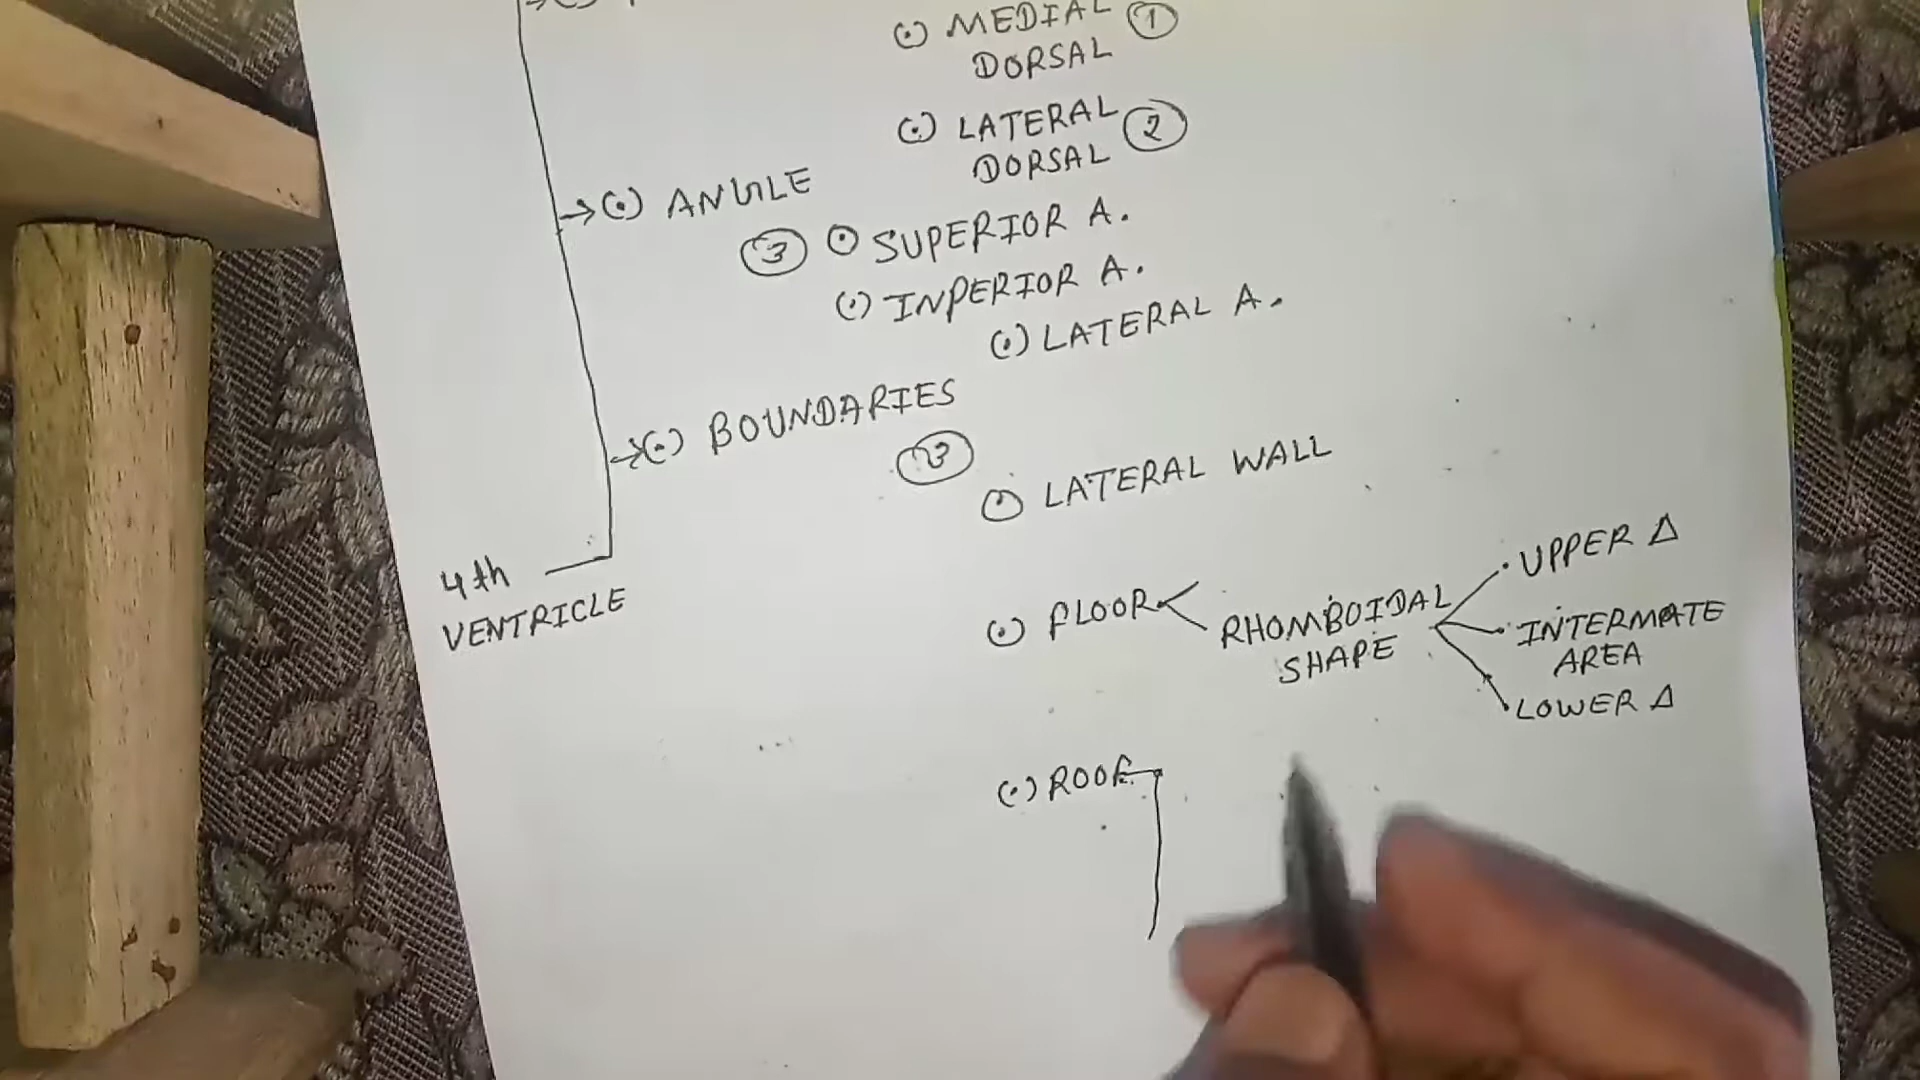 MEDIAL ①
DORSAL
LATERAL ②
DORSAL
ANGLE
③ SUPERIOR A.
INPERIOR A.
LATERAL A.
BOUNDARIES
③
LATERAL WALL
4th
VENTRICLE
FLOOR
RHOMBOIDAL
SHAPE
UPPER Δ
INTERMATE
AREA
LOWER Δ
ROOF